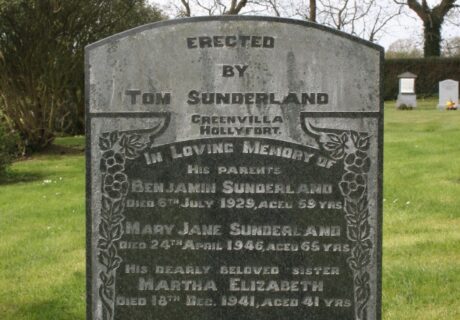 ERECTED
BY
TOM SUNDERLAND
GREENVILLA
HOLLYFORT.
IN LOVING MEMORY OF
HIS PARENTS
BENJAMIN SUNDERLAND
DIED 6TH JULY 1929, AGED 59 YRS
MARY JANE SUNDERLAND
DIED 24TH APRIL 1946, AGED 65 YRS
HIS DEARLY BELOVED SISTER
MARTHA ELIZABETH
DIED 18TH DEC. 1941, AGED 41 YRS